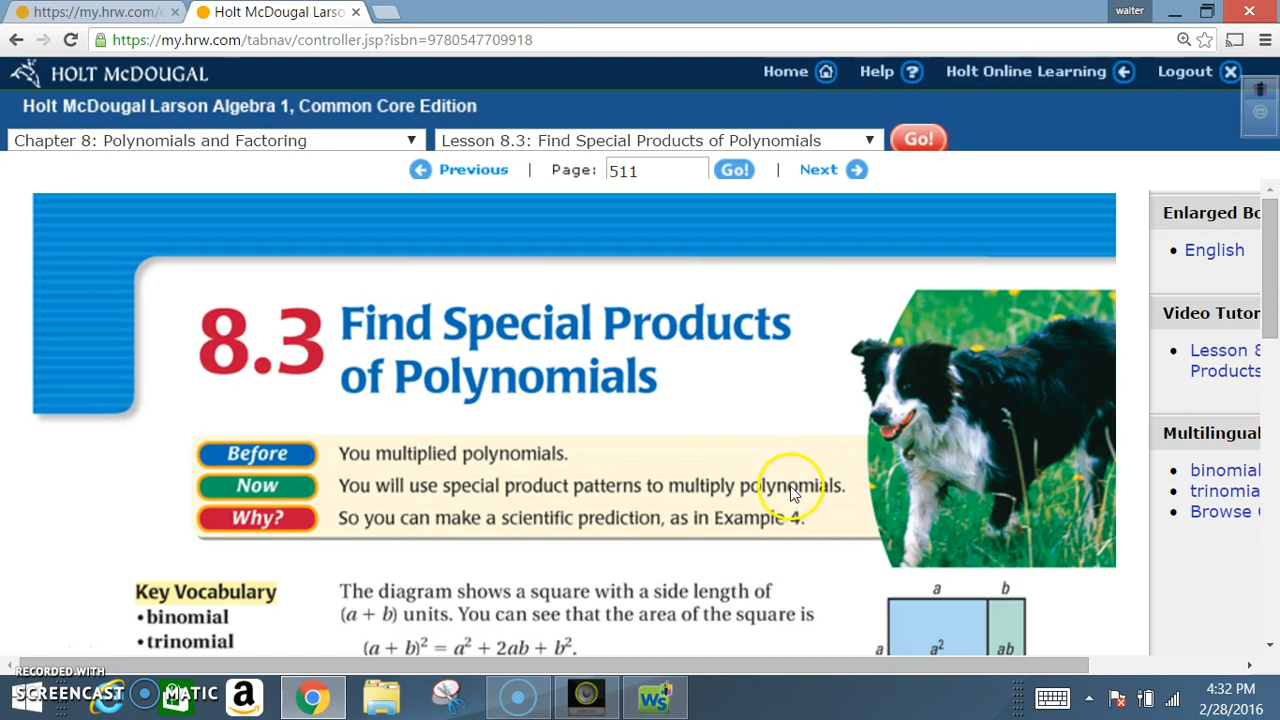 https://my.hrw.com/c
Holt McDougal Larso
walter
https://my.hrw.com/tabnav/controller.jsp?isbn=9780547709918
HOLT McDOUGAL
Home
Help ?
Holt Online Learning
Logout
Holt McDougal Larson Algebra 1, Common Core Edition
Chapter 8: Polynomials and Factoring
Lesson 8.3: Find Special Products of Polynomials
Go!
Previous | Page: 511 Go! | Next
8.3 Find Special Products
of Polynomials
Before You multiplied polynomials.
Now You will use special product patterns to multiply polynomials.
Why? So you can make a scientific prediction, as in Example 4.
Key Vocabulary
• binomial
• trinomial
The diagram shows a square with a side length of
(a + b) units. You can see that the area of the square is
(a + b)² = a² + 2ab + b².
a b
a a² ab
Enlarged Bo
• English
Video Tutor
• Lesson 8
Products
Multilingual
• binomial
• trinomia
• Browse
RECORDED WITH
SCREENCAST MATIC
4:32 PM
2/28/2016